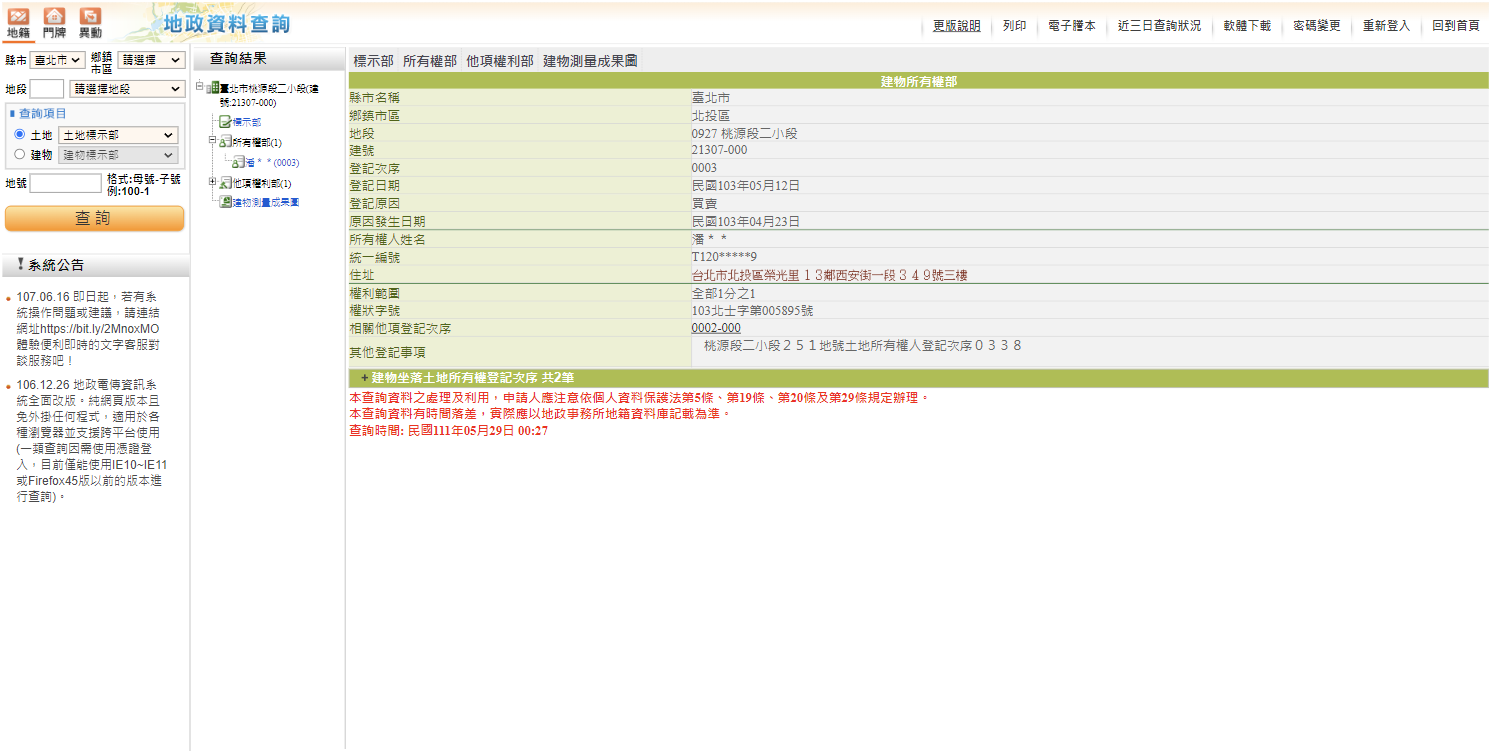 地籍 門牌 異動
地政資料查詢
更版說明 列印 電子謄本 近三日查詢狀況 軟體下載 密碼變更 重新登入 回到首頁
縣市 臺北市 鄉鎮市區 請選擇
地段 請選擇地段
查詢項目
土地 土地標示部
建物 建物標示部
地號 格式:母號-子號
例:100-1
查 詢
系統公告
107.06.16 即日起，若有系
統操作問題或建議，請連結
網址https://bit.ly/2MnoxMO
體驗便利即時的文字客服對
談服務吧！
106.12.26 地政電傳資訊系
統全面改版。純網頁版本且
免外掛任何程式，適用於各
種瀏覽器並支援跨平台使用
(一類查詢因需使用憑證登
入，目前僅能使用IE10~IE11
或Firefox45版以前的版本進
行查詢)。
查詢結果
臺北市桃源段二小段(建
號:21307-000)
標示部
所有權部(1)
潘＊＊(0003)
他項權利部(1)
建物測量成果圖
標示部 所有權部 他項權利部 建物測量成果圖
建物所有權部
縣市名稱 臺北市
鄉鎮市區 北投區
地段 0927 桃源段二小段
建號 21307-000
登記次序 0003
登記日期 民國103年05月12日
登記原因 買賣
原因發生日期 民國103年04月23日
所有權人姓名 潘＊＊
統一編號 T120*****9
住址 台北市北投區榮光里１３鄰西安街一段３４９號三樓
權利範圍 全部1分之1
權狀字號 103北士字第005895號
相關他項登記次序 0002-000
其他登記事項 桃源段二小段２５１地號土地所有權人登記次序０３３８
+ 建物坐落土地所有權登記次序 共2筆
本查詢資料之處理及利用，申請人應注意依個人資料保護法第5條、第19條、第20條及第29條規定辦理。
本查詢資料有時間落差，實際應以地政事務所地籍資料庫記載為準。
查詢時間: 民國111年05月29日 00:27